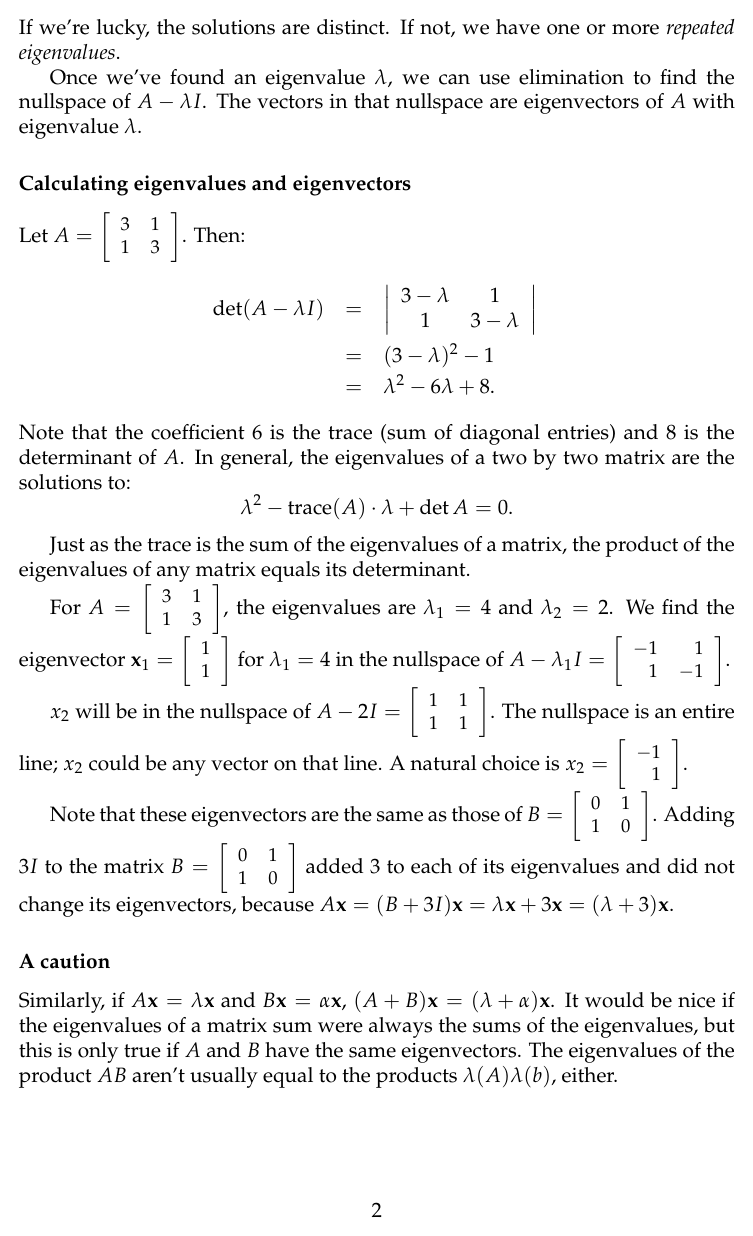 If we're lucky, the solutions are distinct. If not, we have one or more repeated
eigenvalues.
Once we've found an eigenvalue λ, we can use elimination to find the
nullspace of A − λI. The vectors in that nullspace are eigenvectors of A with
eigenvalue λ.
Calculating eigenvalues and eigenvectors
Let A = [ 3 1 ; 1 3 ]. Then:
det(A − λI) = | 3 − λ 1 ; 1 3 − λ |
= (3 − λ)² − 1
= λ² − 6λ + 8.
Note that the coefficient 6 is the trace (sum of diagonal entries) and 8 is the
determinant of A. In general, the eigenvalues of a two by two matrix are the
solutions to:
λ² − trace(A) · λ + det A = 0.
Just as the trace is the sum of the eigenvalues of a matrix, the product of the
eigenvalues of any matrix equals its determinant.
For A = [ 3 1 ; 1 3 ], the eigenvalues are λ₁ = 4 and λ₂ = 2. We find the
eigenvector x₁ = [ 1 ; 1 ] for λ₁ = 4 in the nullspace of A − λ₁I = [ −1 1 ; 1 −1 ].
x₂ will be in the nullspace of A − 2I = [ 1 1 ; 1 1 ]. The nullspace is an entire
line; x₂ could be any vector on that line. A natural choice is x₂ = [ −1 ; 1 ].
Note that these eigenvectors are the same as those of B = [ 0 1 ; 1 0 ]. Adding
3I to the matrix B = [ 0 1 ; 1 0 ] added 3 to each of its eigenvalues and did not
change its eigenvectors, because Ax = (B + 3I)x = λx + 3x = (λ + 3)x.
A caution
Similarly, if Ax = λx and Bx = αx, (A + B)x = (λ + α)x. It would be nice if
the eigenvalues of a matrix sum were always the sums of the eigenvalues, but
this is only true if A and B have the same eigenvectors. The eigenvalues of the
product AB aren't usually equal to the products λ(A)λ(b), either.
2